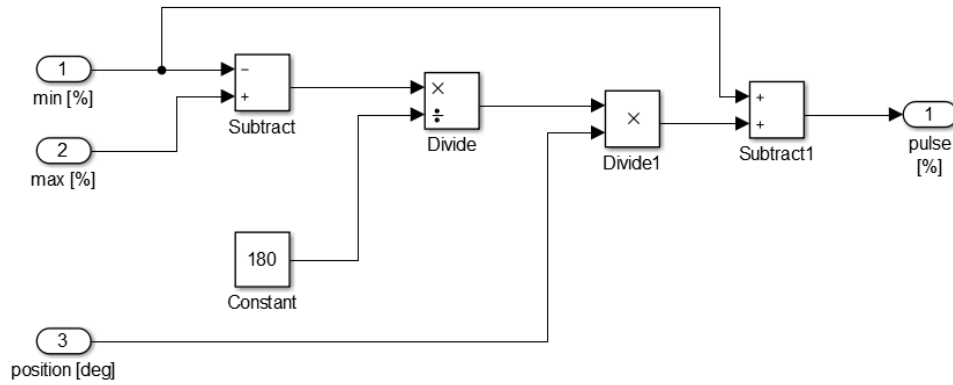 1
min [%]
2
max [%]
−
+
Subtract
180
Constant
3
position [deg]
×
÷
Divide
×
Divide1
+
+
Subtract1
1
pulse
[%]